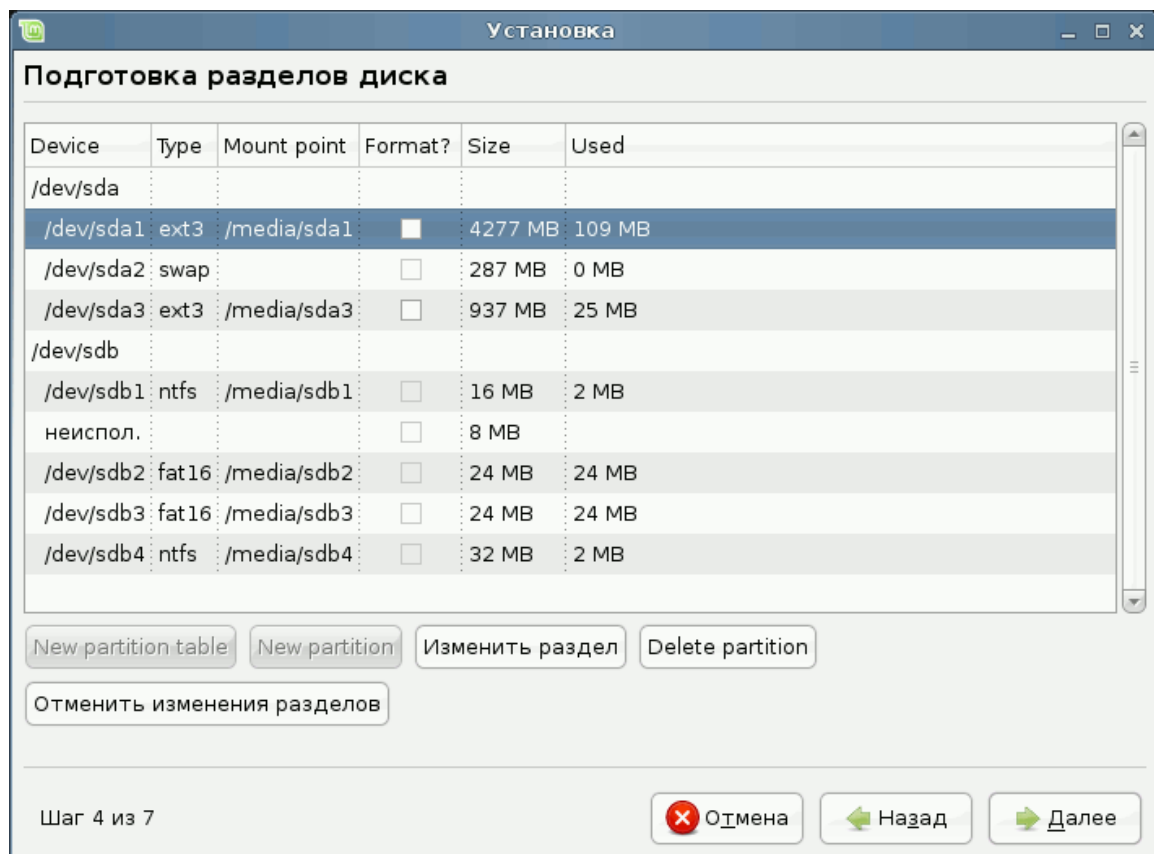 Установка
Подготовка разделов диска
Device Type Mount point Format? Size Used
/dev/sda
/dev/sda1 ext3 /media/sda1 4277 MB 109 MB
/dev/sda2 swap 287 MB 0 MB
/dev/sda3 ext3 /media/sda3 937 MB 25 MB
/dev/sdb
/dev/sdb1 ntfs /media/sdb1 16 MB 2 MB
неиспол. 8 MB
/dev/sdb2 fat16 /media/sdb2 24 MB 24 MB
/dev/sdb3 fat16 /media/sdb3 24 MB 24 MB
/dev/sdb4 ntfs /media/sdb4 32 MB 2 MB
New partition table New partition Изменить раздел Delete partition
Отменить изменения разделов
Шаг 4 из 7 Отмена Назад Далее